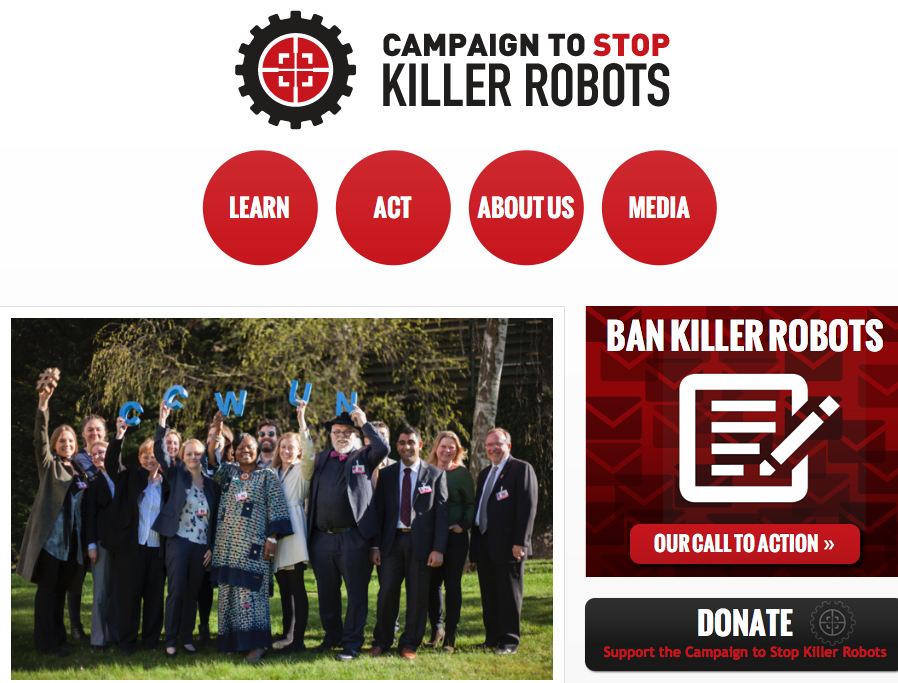 CAMPAIGN TO STOP
KILLER ROBOTS
LEARN
ACT
ABOUT US
MEDIA
C C W U N
BAN KILLER ROBOTS
OUR CALL TO ACTION »
DONATE
Support the Campaign to Stop Killer Robots